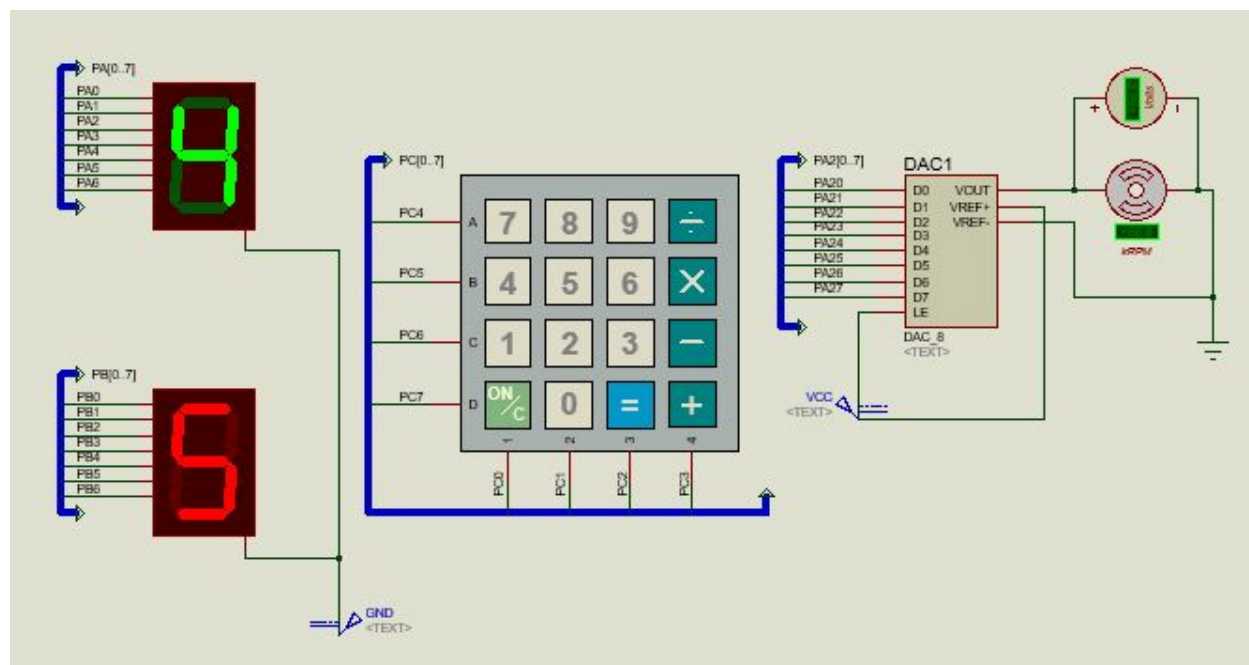 PA[0..7]
PA0
PA1
PA2
PA3
PA4
PA5
PA6
4
PB[0..7]
PB0
PB1
PB2
PB3
PB4
PB5
PB6
5
GND
<TEXT>
PC[0..7]
PC4
PC5
PC6
PC7
A 7 8 9 ÷
B 4 5 6 ×
C 1 2 3 −
D ON/C 0 = +
1 2 3 4
PC0 PC1 PC2 PC3
PA2[0..7]
PA20
PA21
PA22
PA23
PA24
PA25
PA26
PA27
DAC1
D0 VOUT
D1 VREF+
D2 VREF-
D3
D4
D5
D6
D7
LE
DAC_8
<TEXT>
VCC
<TEXT>
+ Volts -
kRPM